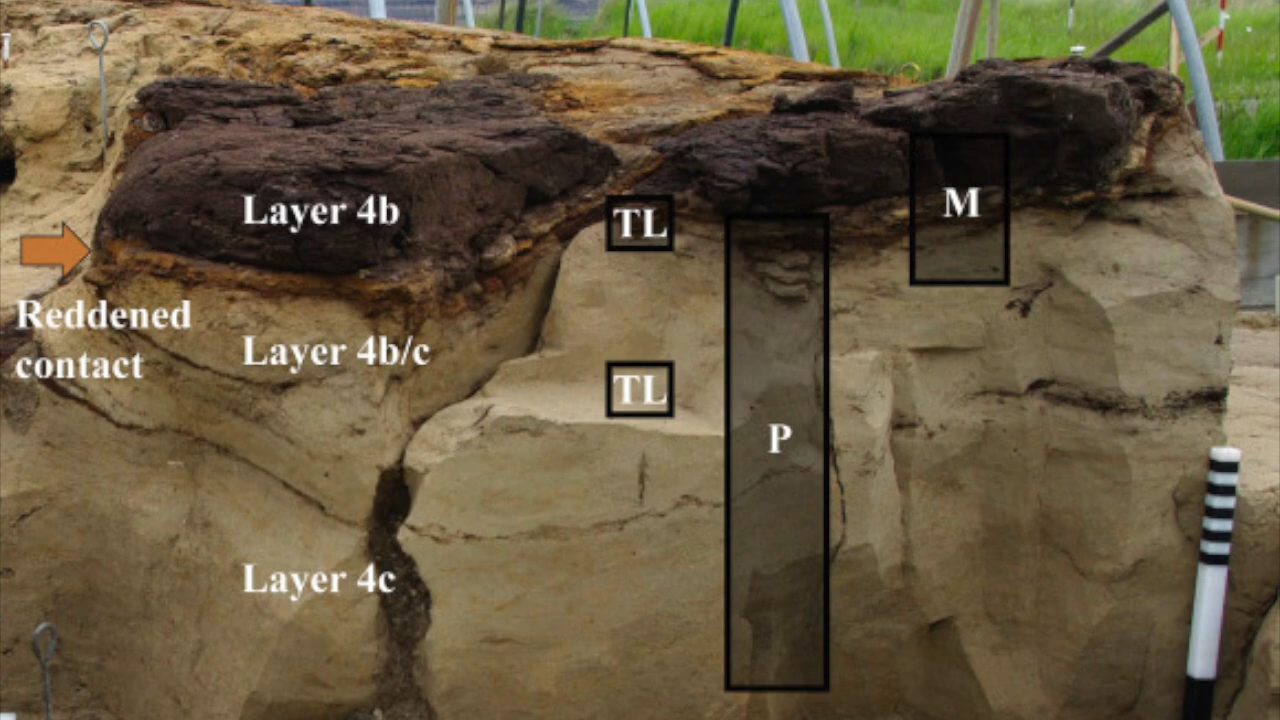 Layer 4b
TL
M
Reddened
contact
Layer 4b/c
TL
P
Layer 4c